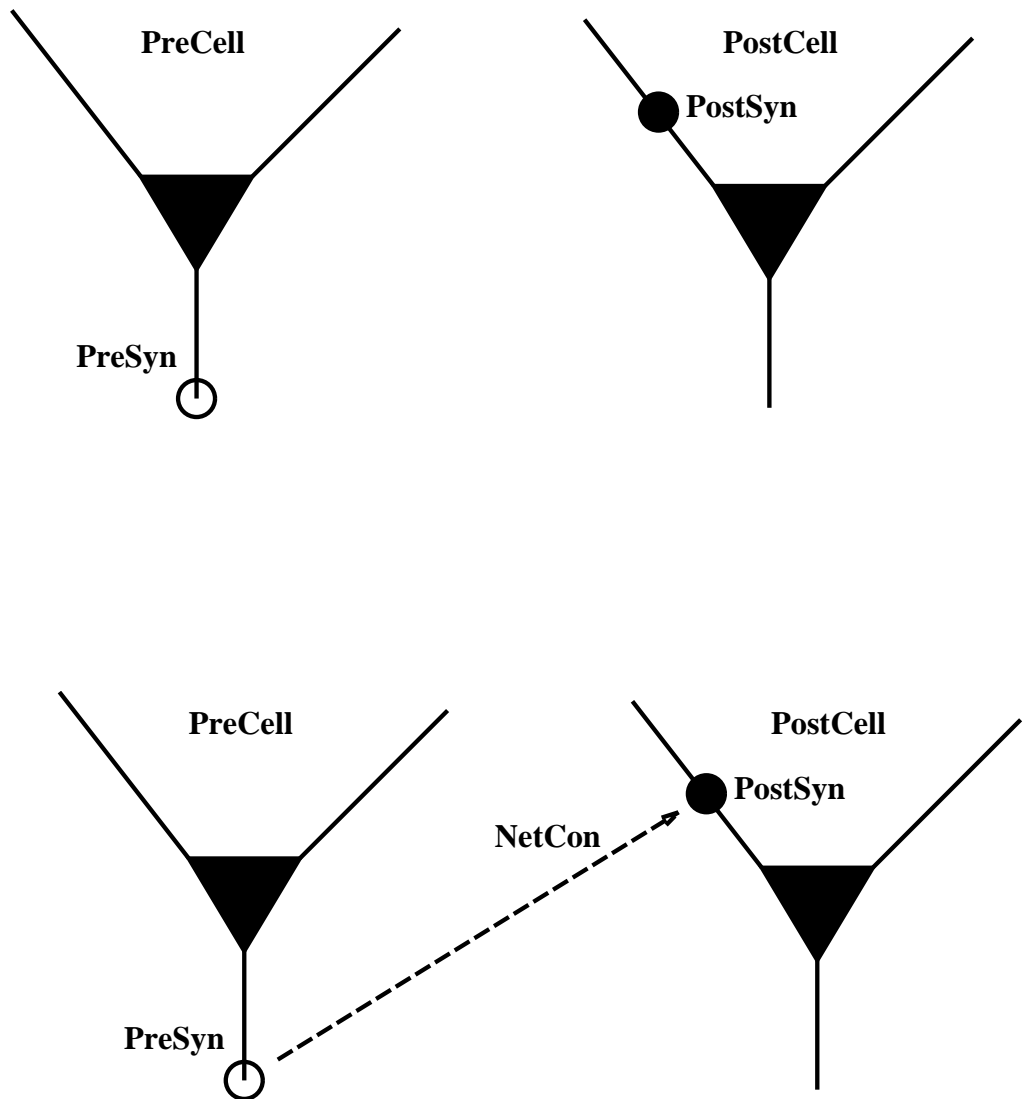 PreCell
PostCell
PostSyn
PreSyn
PreCell
PostCell
PostSyn
NetCon
PreSyn